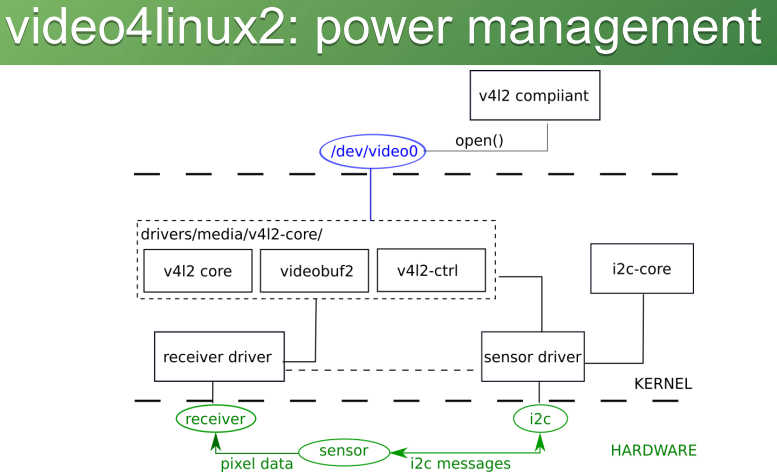 video4linux2: power management
v4l2 compiiant
open()
/dev/video0
drivers/media/v4l2-core/
v4l2 core
videobuf2
v4l2-ctrl
i2c-core
receiver driver
sensor driver
KERNEL
receiver
i2c
sensor
HARDWARE
pixel data
i2c messages